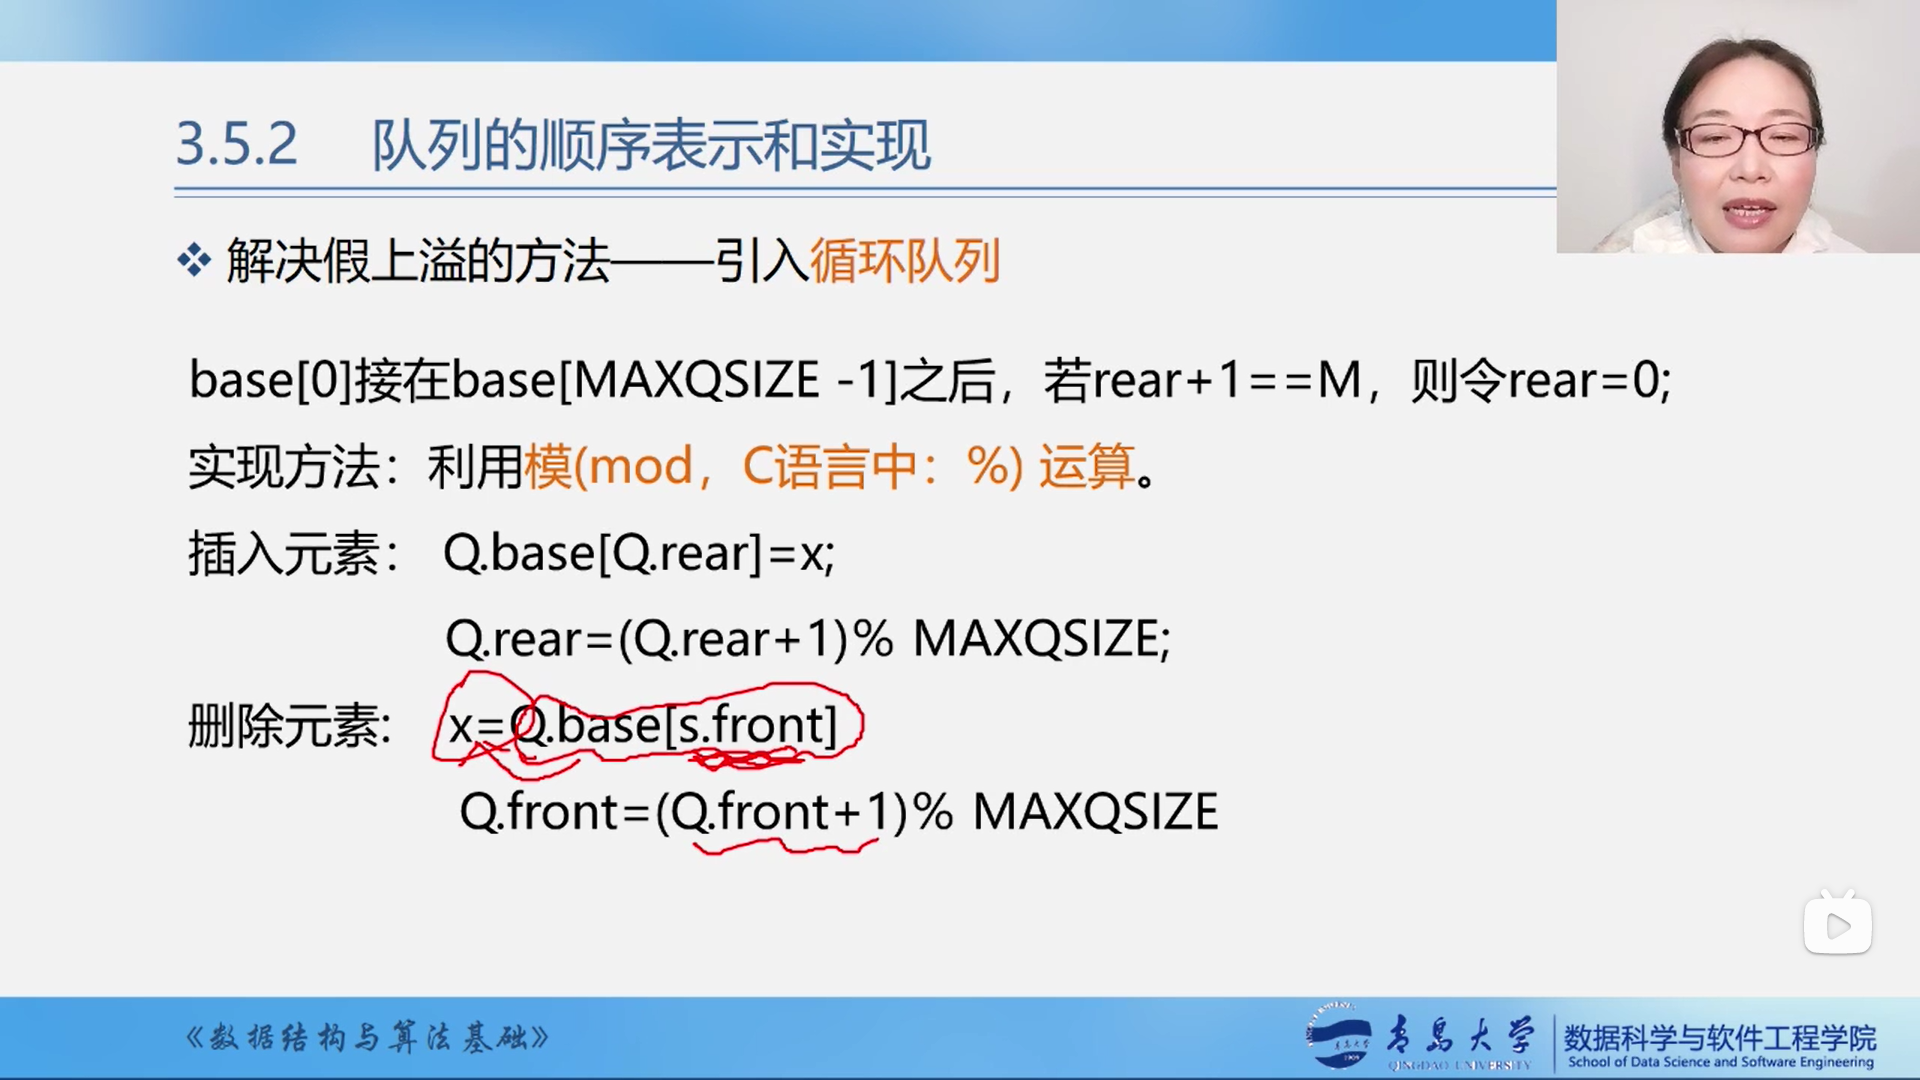 3.5.2 队列的顺序表示和实现
解决假上溢的方法——引入循环队列
base[0]接在base[MAXQSIZE -1]之后，若rear+1==M，则令rear=0;
实现方法：利用模(mod，C语言中：%) 运算。
插入元素： Q.base[Q.rear]=x;
Q.rear=(Q.rear+1)% MAXQSIZE;
删除元素: x=Q.base[s.front]
Q.front=(Q.front+1)% MAXQSIZE
《数据结构与算法基础》
青岛大学
QINGDAO UNIVERSITY
数据科学与软件工程学院
School of Data Science and Software Engineering